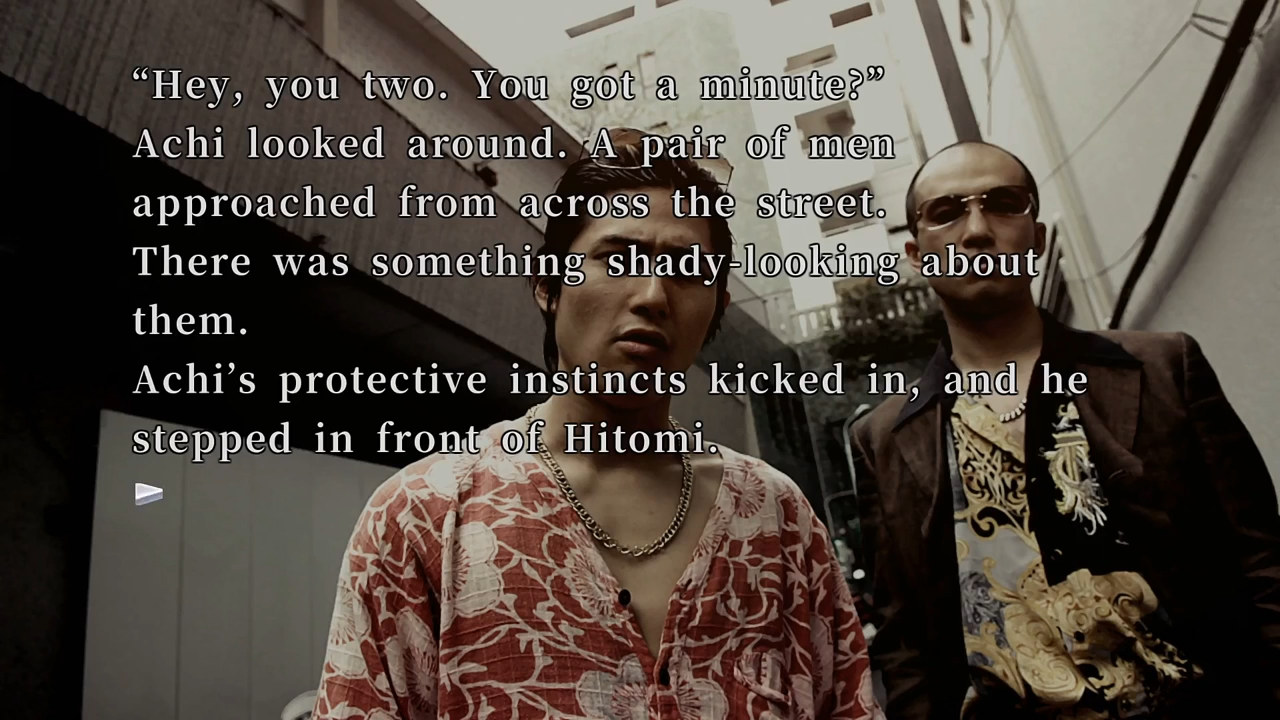 “Hey, you two. You got a minute?”
Achi looked around. A pair of men
approached from across the street.
There was something shady-looking about
them.
Achi’s protective instincts kicked in, and he
stepped in front of Hitomi.